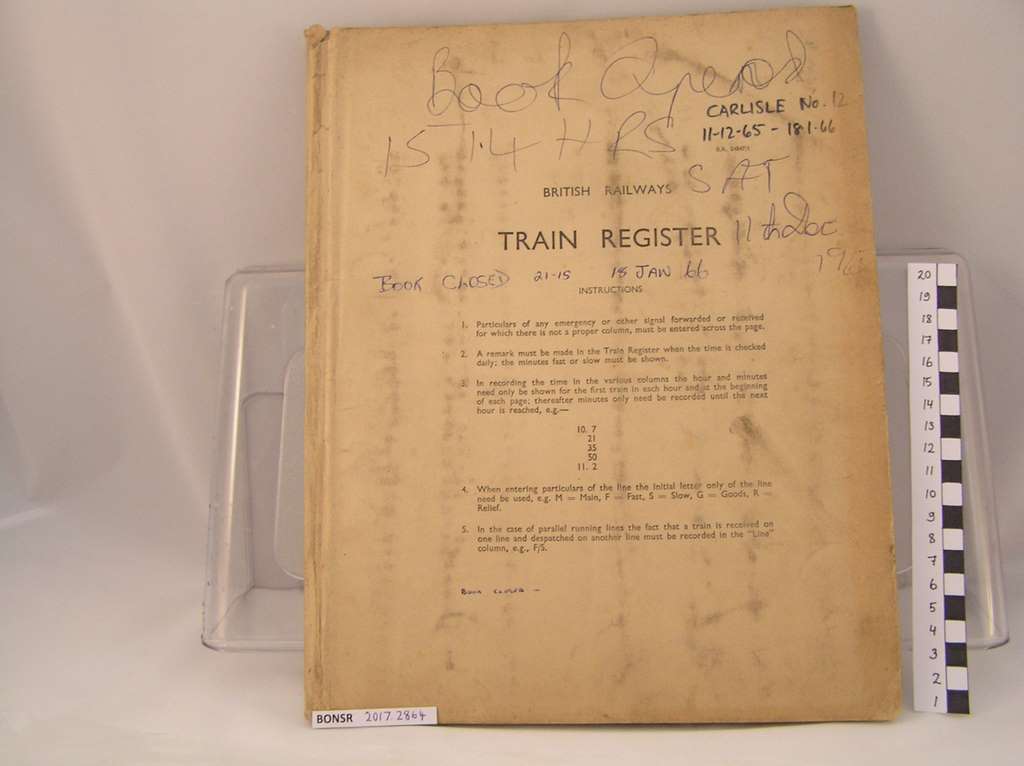 Book Opened
CARLISLE No. 12
11-12-65 - 18-1-66
15 14 HRS
BRITISH RAILWAYS SAT
TRAIN REGISTER 11th Dec
BOOK CLOSED 21-15 18 JAN 66
INSTRUCTIONS
1. Particulars of any emergency or other signal forwarded or received
for which there is not a proper column, must be entered across the page.
2. A remark must be made in the Train Register when the time is checked
daily; the minutes fast or slow must be shown.
3. In recording the time in the various columns the hour and minutes
need only be shown for the first train in each hour and at the beginning
of each page; thereafter minutes only need be recorded until the next
hour is reached, e.g.—
10. 7
21
35
50
11. 2
4. When entering particulars of the line the initial letter only of the line
need be used, e.g. M = Main, F = Fast, S = Slow, G = Goods, R =
Relief.
5. In the case of parallel running lines the fact that a train is received on
one line and despatched on another line must be recorded in the "Line"
column, e.g., F/S.
BOOK CLOSED —
BONSR 2017.2864
20
19
18
17
16
15
14
13
12
11
10
9
8
7
6
5
4
3
2
1